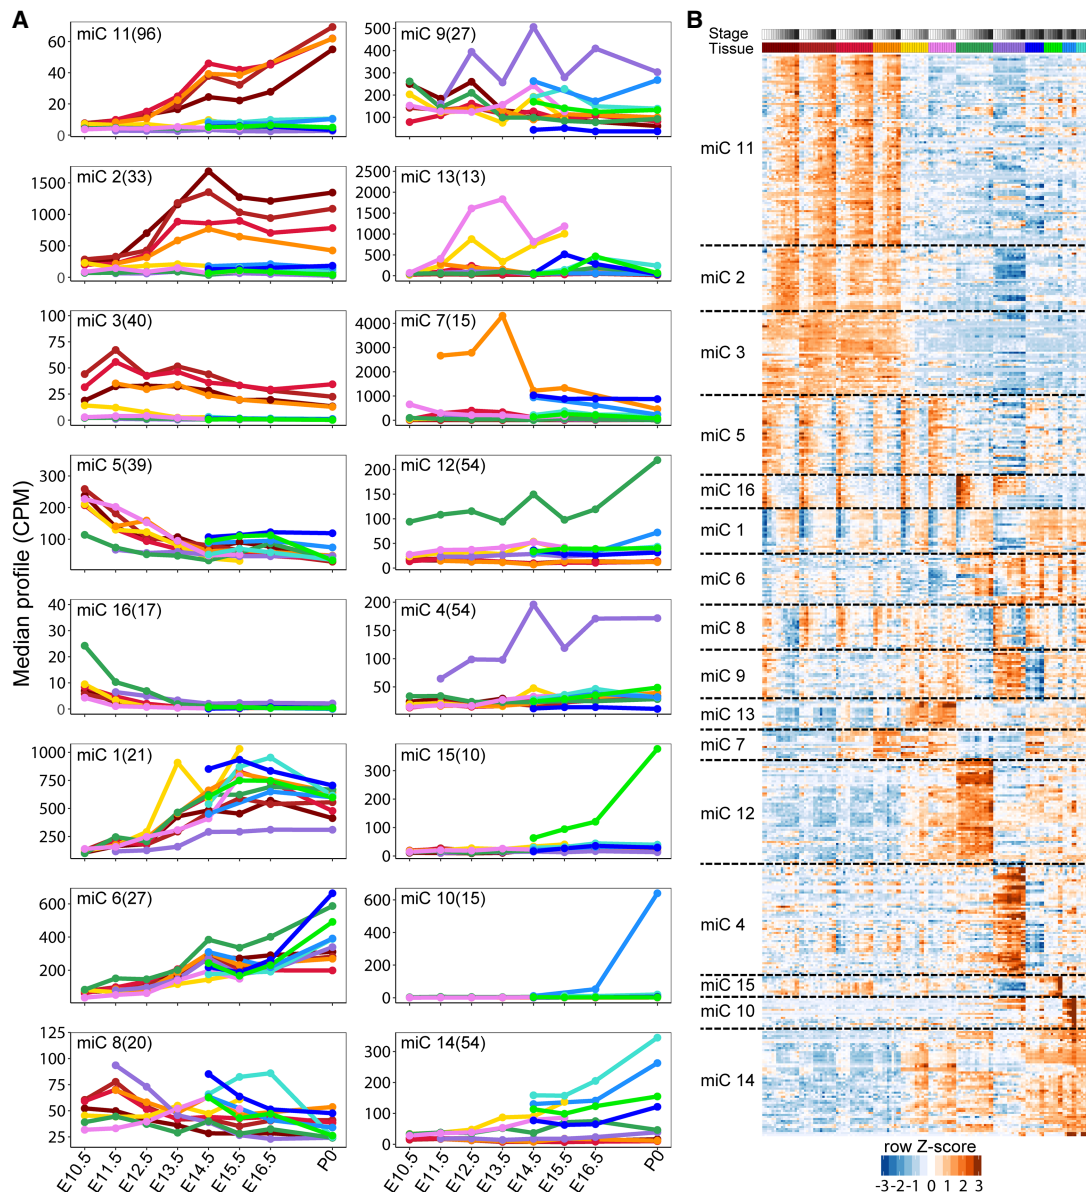 A
Median profile (CPM)
miC 11(96)
60
40
20
0
miC 2(33)
1500
1000
500
0
miC 3(40)
100
75
50
25
0
miC 5(39)
300
200
100
miC 16(17)
40
30
20
10
0
miC 1(21)
1000
750
500
250
miC 6(27)
600
400
200
miC 8(20)
125
100
75
50
25
E10.5 E11.5 E12.5 E13.5 E14.5 E15.5 E16.5 P0
miC 9(27)
500
400
300
200
100
miC 13(13)
2500
2000
1500
1000
500
0
miC 7(15)
4000
3000
2000
1000
0
miC 12(54)
200
150
100
50
0
miC 4(54)
200
150
100
50
miC 15(10)
300
200
100
0
miC 10(15)
600
400
200
0
miC 14(54)
300
200
100
0
E10.5 E11.5 E12.5 E13.5 E14.5 E15.5 E16.5 P0
B
Stage
Tissue
miC 11
miC 2
miC 3
miC 5
miC 16
miC 1
miC 6
miC 8
miC 9
miC 13
miC 7
miC 12
miC 4
miC 15
miC 10
miC 14
row Z-score
-3 -2 -1 0 1 2 3